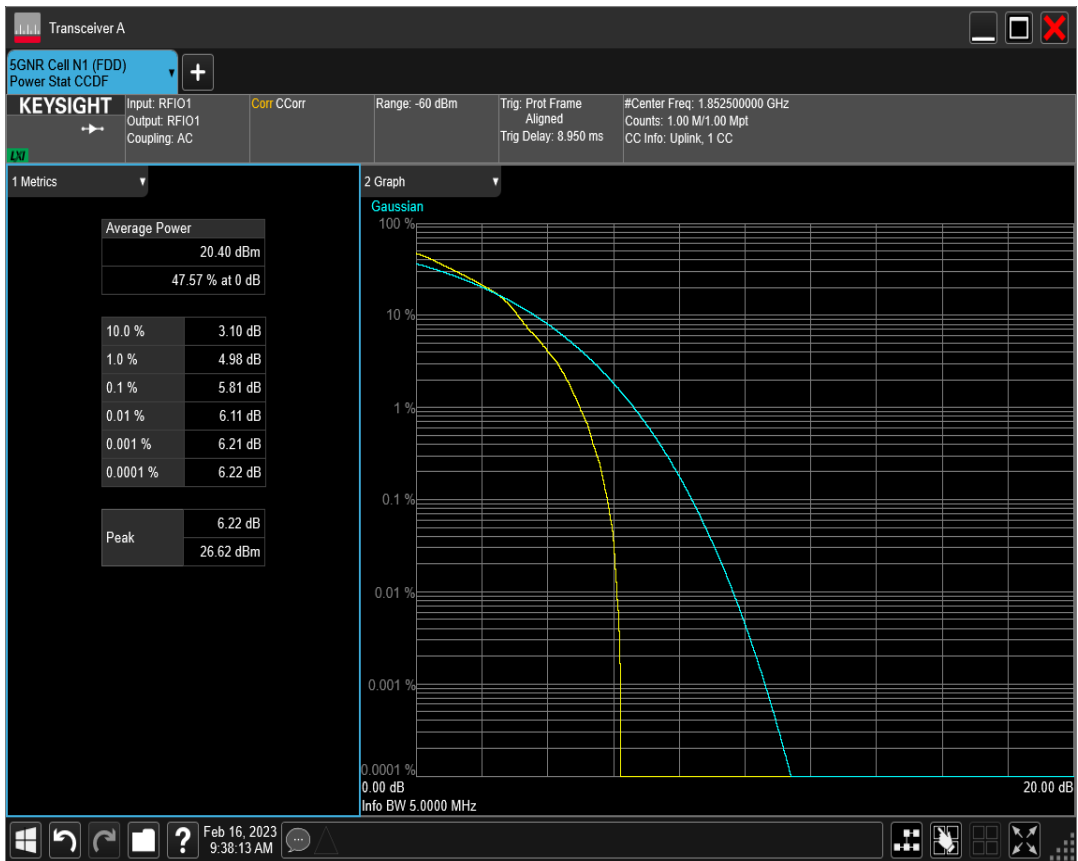 Transceiver A
5GNR Cell N1 (FDD)
Power Stat CCDF
+
KEYSIGHT
LXI
Input: RFIO1
Output: RFIO1
Coupling: AC
Corr CCorr
Range: -60 dBm
Trig: Prot Frame
Aligned
Trig Delay: 8.950 ms
#Center Freq: 1.852500000 GHz
Counts: 1.00 M/1.00 Mpt
CC Info: Uplink, 1 CC
1 Metrics
Average Power
20.40 dBm
47.57 % at 0 dB
10.0 % 3.10 dB
1.0 % 4.98 dB
0.1 % 5.81 dB
0.01 % 6.11 dB
0.001 % 6.21 dB
0.0001 % 6.22 dB
Peak
6.22 dB
26.62 dBm
2 Graph
Gaussian
100 %
10 %
1 %
0.1 %
0.01 %
0.001 %
0.0001 %
0.00 dB 20.00 dB
Info BW 5.0000 MHz
?
Feb 16, 2023
9:38:13 AM